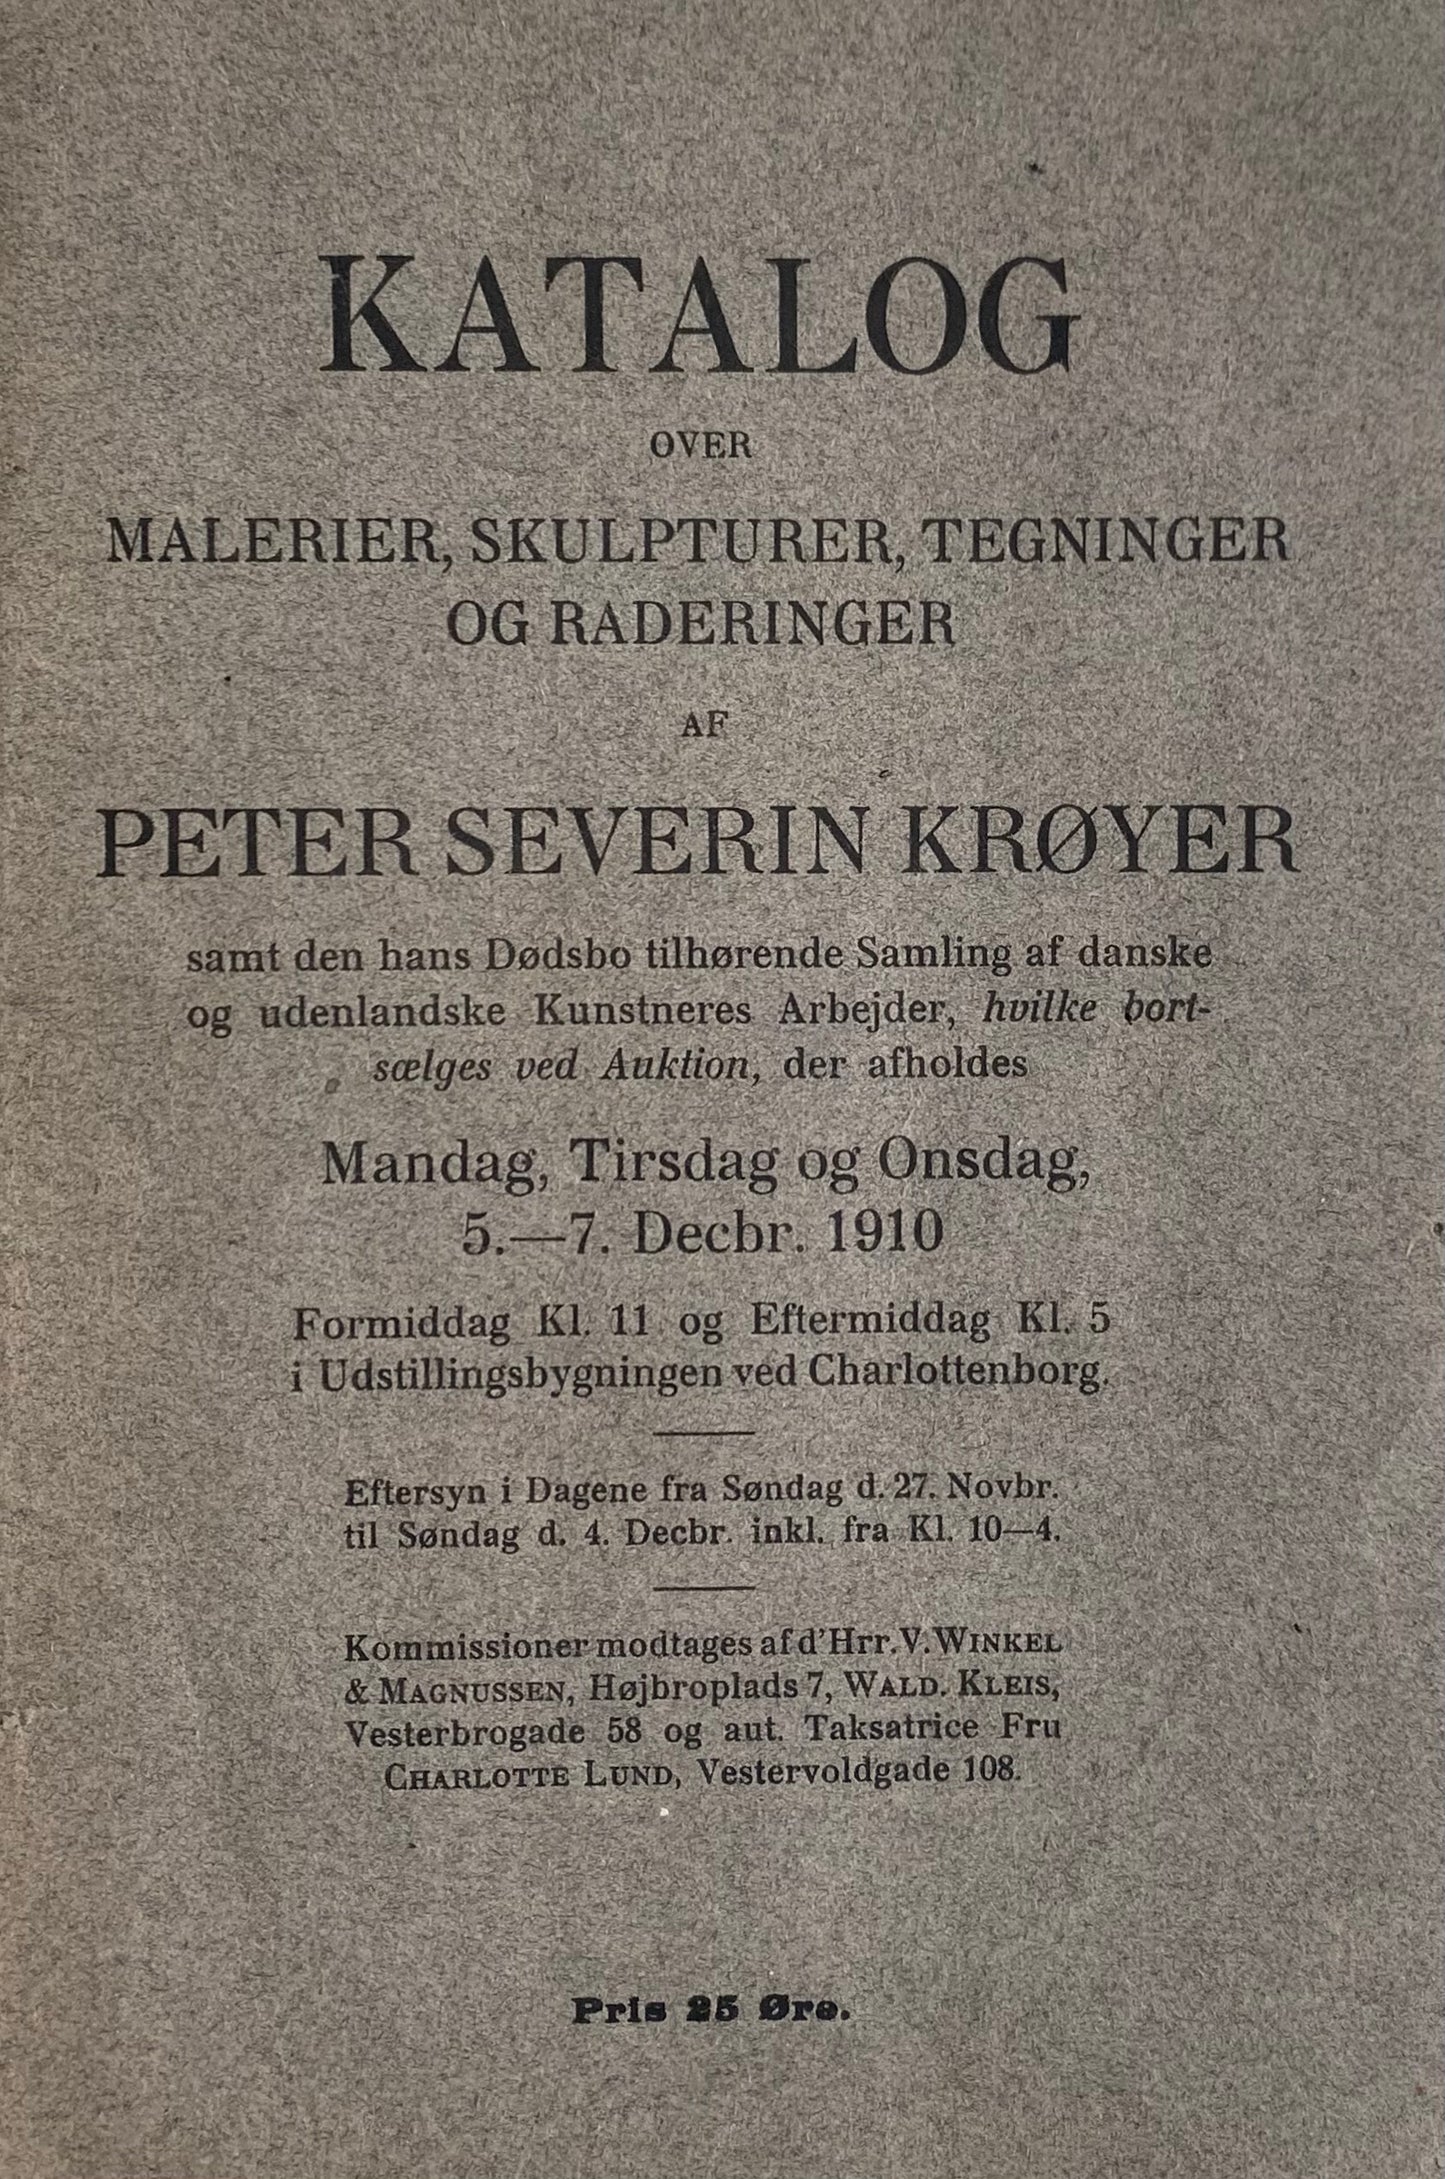 KATALOG
OVER
MALERIER, SKULPTURER, TEGNINGER
OG RADERINGER
AF
PETER SEVERIN KRØYER
samt den hans Dødsbo tilhørende Samling af danske
og udenlandske Kunstneres Arbejder, hvilke bort-
sælges ved Auktion, der afholdes
Mandag, Tirsdag og Onsdag,
5.—7. Decbr. 1910
Formiddag Kl. 11 og Eftermiddag Kl. 5
i Udstillingsbygningen ved Charlottenborg.
Eftersyn i Dagene fra Søndag d. 27. Novbr.
til Søndag d. 4. Decbr. inkl. fra Kl. 10—4.
Kommissioner modtages af d'Hrr. V. WINKEL
& MAGNUSSEN, Højbroplads 7, WALD. KLEIS,
Vesterbrogade 58 og aut. Taksatrice Fru
CHARLOTTE LUND, Vestervoldgade 108.
Pris 25 Øre.